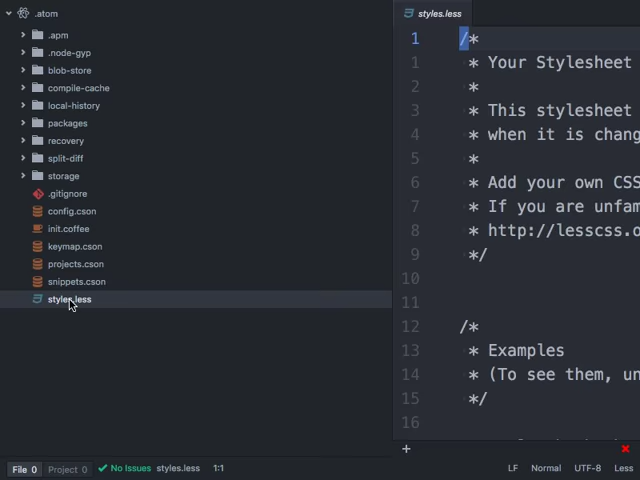 .atom
.apm
.node-gyp
blob-store
compile-cache
local-history
packages
recovery
split-diff
storage
.gitignore
config.cson
init.coffee
keymap.cson
projects.cson
snippets.cson
styles.less
File 0 Project 0 No Issues styles.less 1:1
styles.less
1 /*
1 * Your Stylesheet
2 *
3 * This stylesheet
4 * when it is chang
5 *
6 * Add your own CSS
7 * If you are unfam
8 * http://lesscss.o
9 */
10
11
12 /*
13 * Examples
14 * (To see them, un
15 */
16
+
LF Normal UTF-8 Less